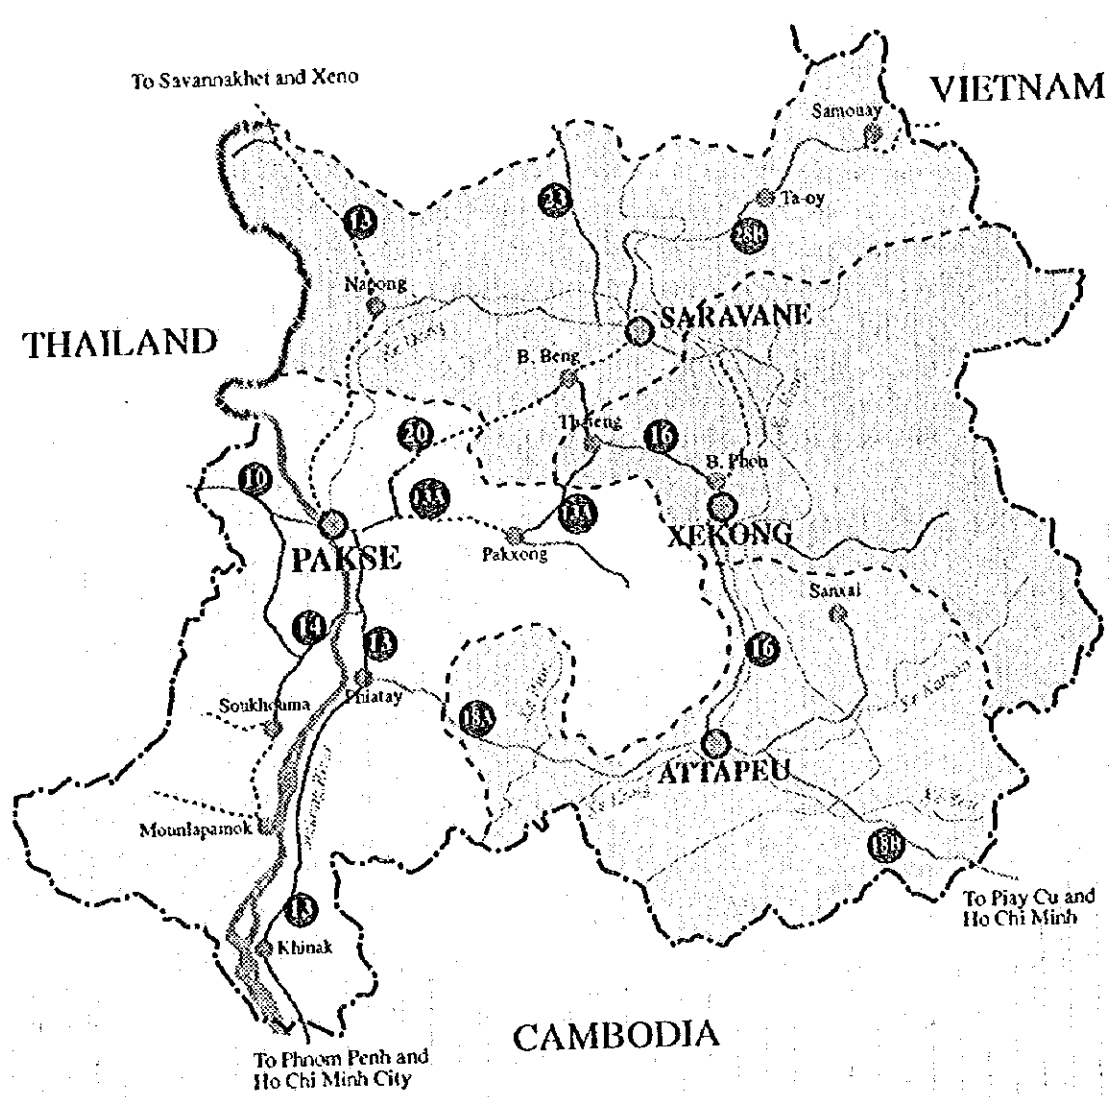 To Savannakhet and Xeno
VIETNAM
Samouay
Ta-oy
23
13
28B
Napong
SARAVANE
THAILAND
B. Beng
20
16
B. Phon
10
13A
XEKONG
Pakxong
PAKSE
Sanxai
14
13
16
Soukhouma
Phiatay
18A
ATTAPEU
Mounlapamok
18B
To Piay Cu and
Ho Chi Minh
13
Khinak
CAMBODIA
To Phnom Penh and
Ho Chi Minh City